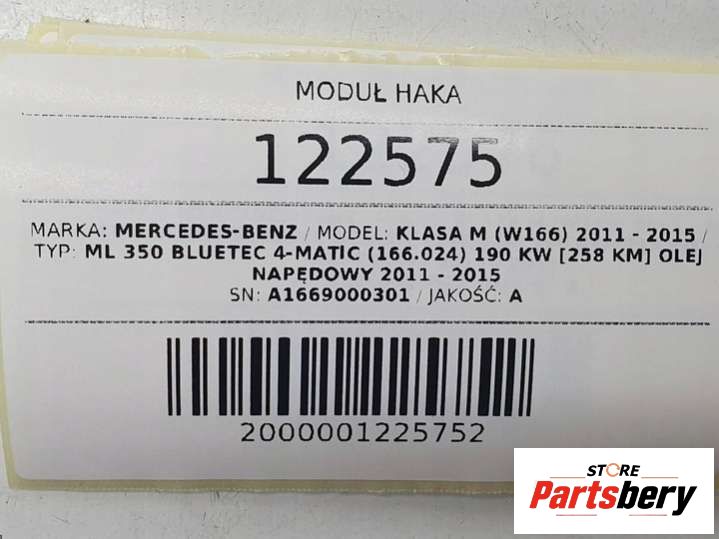 MODUŁ HAKA
122575
MARKA: MERCEDES-BENZ / MODEL: KLASA M (W166) 2011 - 2015 /
TYP: ML 350 BLUETEC 4-MATIC (166.024) 190 KW [258 KM] OLEJ
NAPĘDOWY 2011 - 2015
SN: A1669000301 / JAKOŚĆ: A
2000001225752
STORE
Partsbery